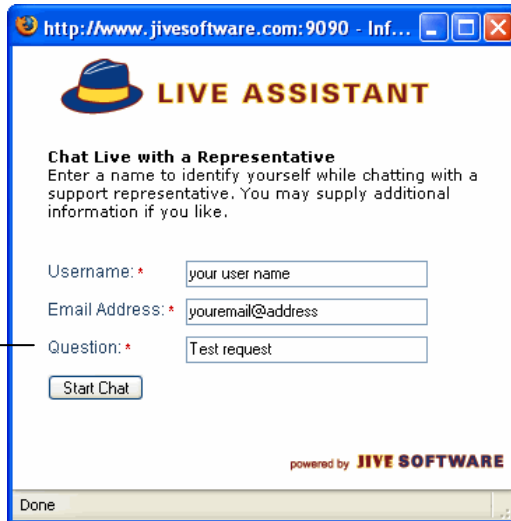 http://www.jivesoftware.com:9090 - Inf...
LIVE ASSISTANT
Chat Live with a Representative
Enter a name to identify yourself while chatting with a
support representative. You may supply additional
information if you like.
Username: * your user name
Email Address: * youremail@address
Question: * Test request
Start Chat
powered by JIVE SOFTWARE
Done